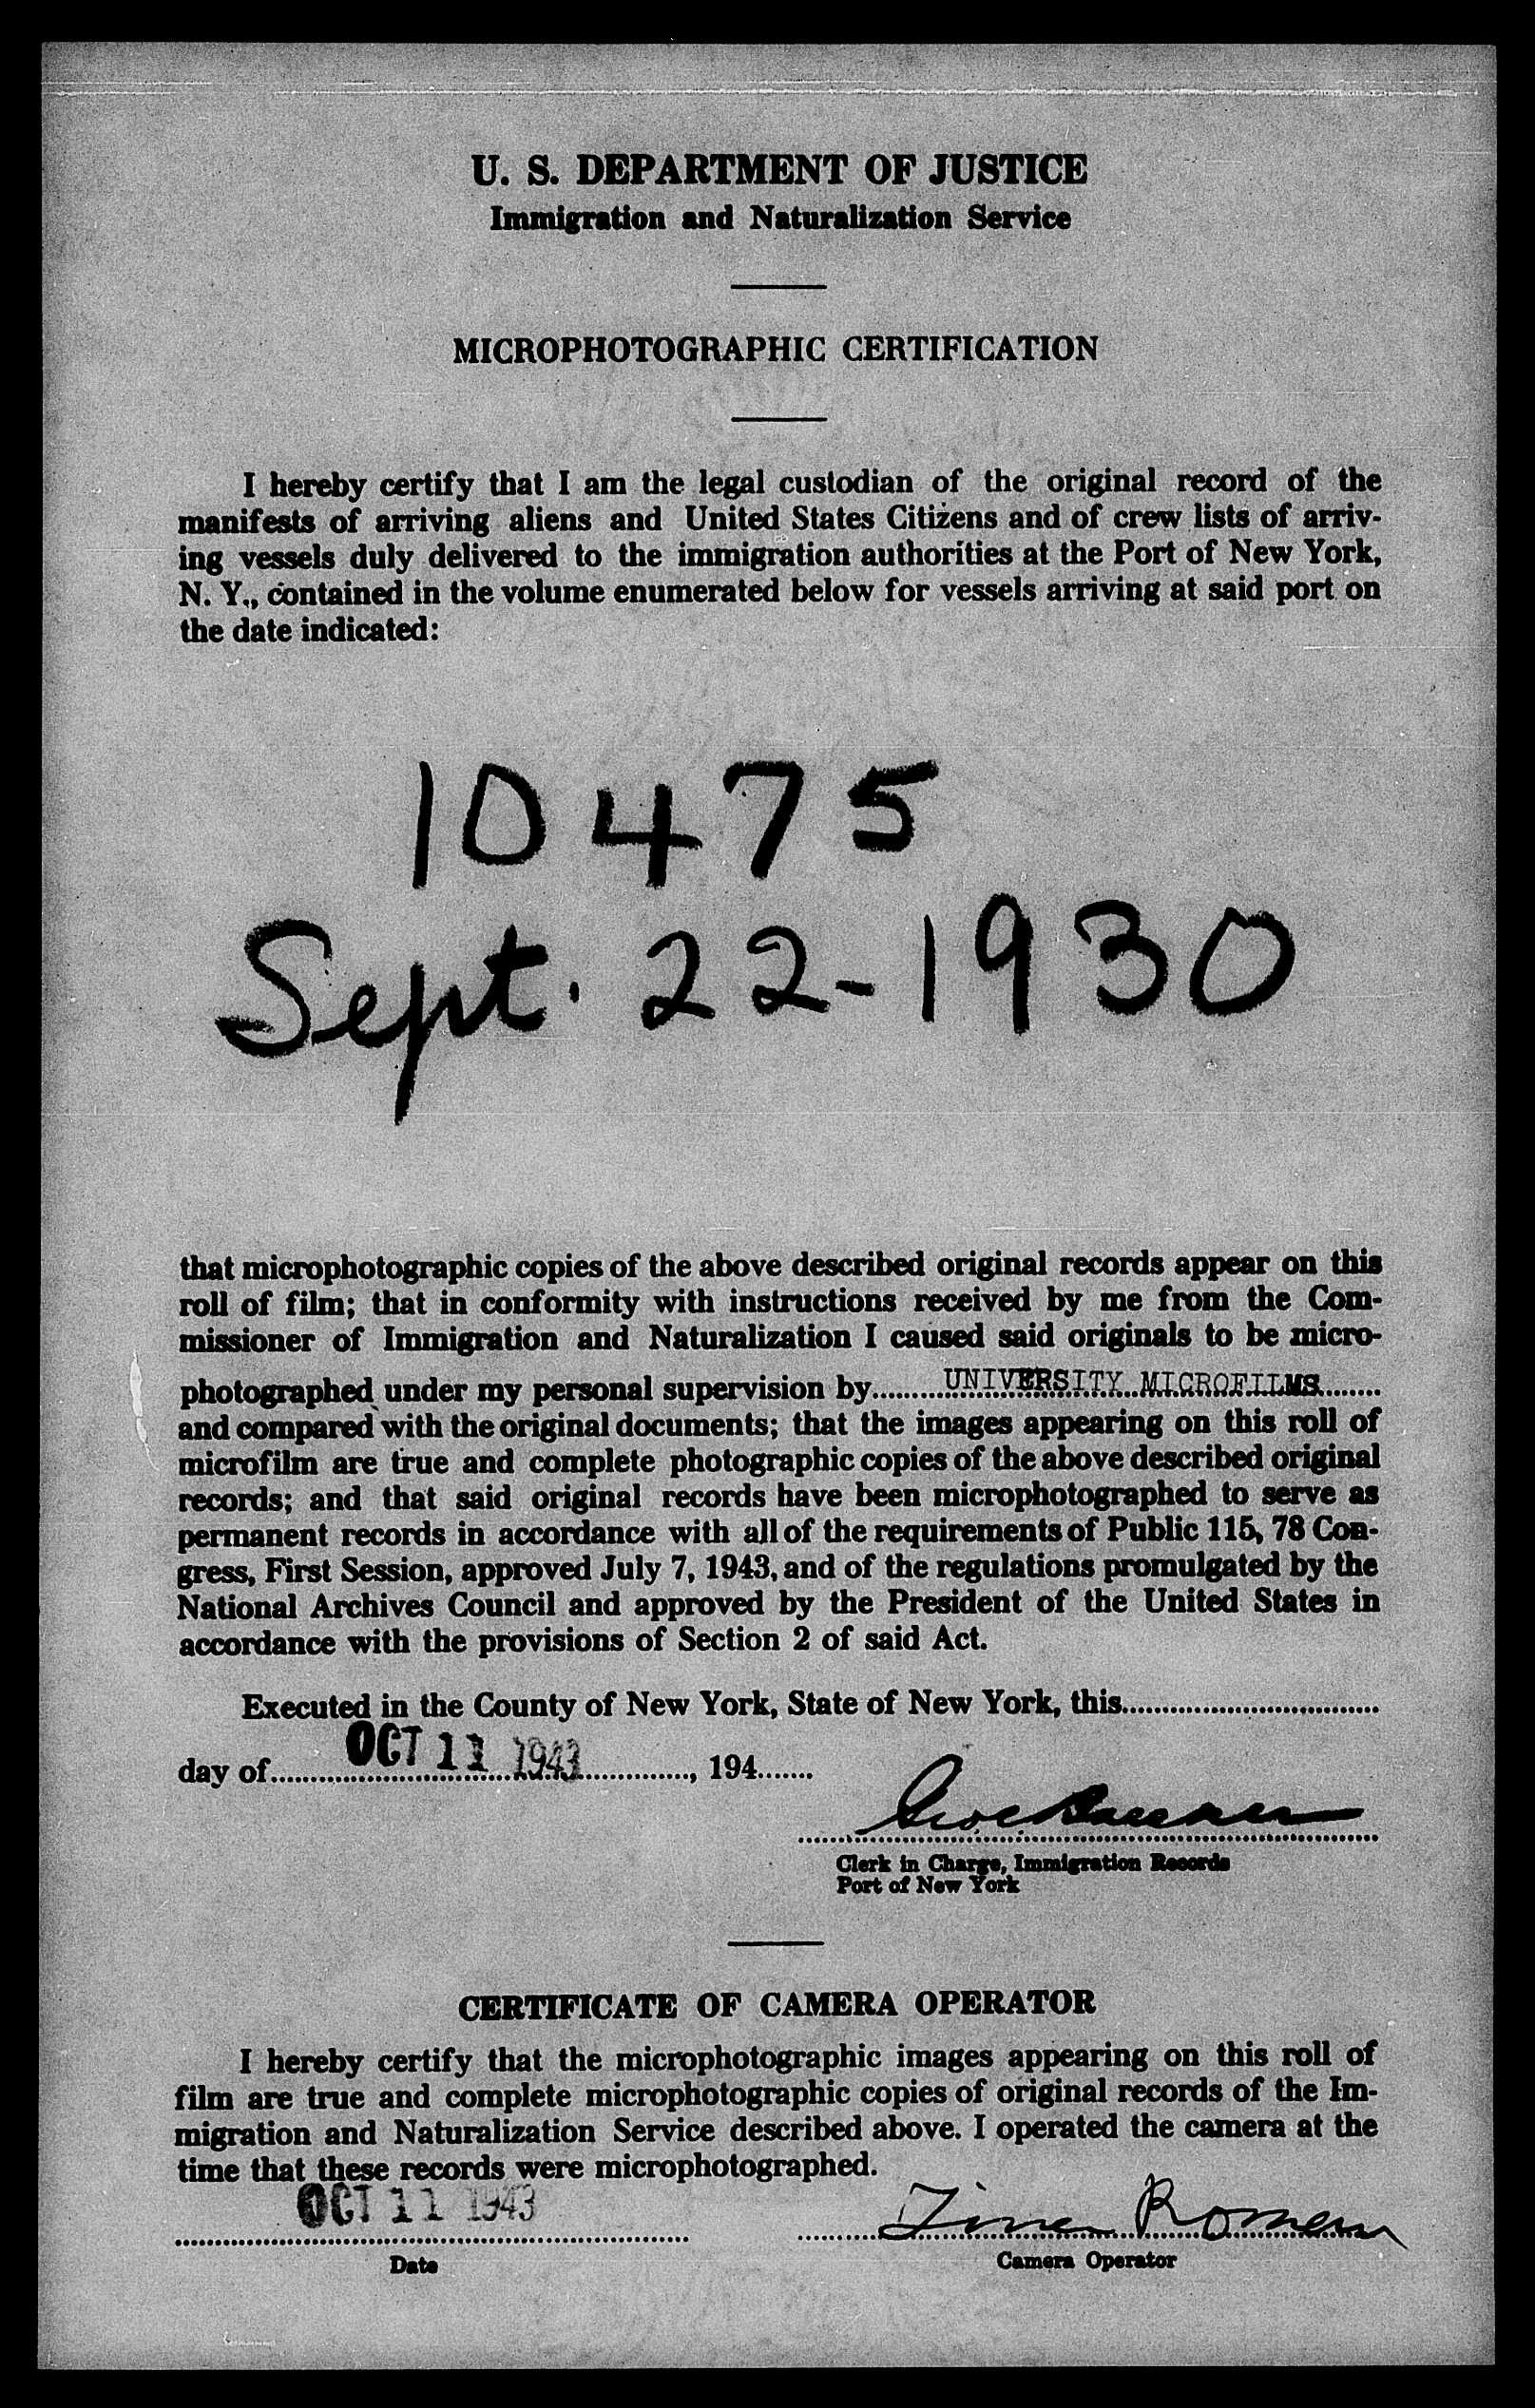 U. S. DEPARTMENT OF JUSTICE
Immigration and Naturalization Service
MICROPHOTOGRAPHIC CERTIFICATION
I hereby certify that I am the legal custodian of the original record of the
manifests of arriving aliens and United States Citizens and of crew lists of arriv-
ing vessels duly delivered to the immigration authorities at the Port of New York,
N. Y., contained in the volume enumerated below for vessels arriving at said port on
the date indicated:
10475
Sept. 22-1930
that microphotographic copies of the above described original records appear on this
roll of film; that in conformity with instructions received by me from the Com-
missioner of Immigration and Naturalization I caused said originals to be micro-
photographed under my personal supervision by UNIVERSITY MICROFILMS
and compared with the original documents; that the images appearing on this roll of
microfilm are true and complete photographic copies of the above described original
records; and that said original records have been microphotographed to serve as
permanent records in accordance with all of the requirements of Public 115, 78 Con-
gress, First Session, approved July 7, 1943, and of the regulations promulgated by the
National Archives Council and approved by the President of the United States in
accordance with the provisions of Section 2 of said Act.
Executed in the County of New York, State of New York, this
day of OCT 11 1943, 194
Clerk in Charge, Immigration Records
Port of New York
CERTIFICATE OF CAMERA OPERATOR
I hereby certify that the microphotographic images appearing on this roll of
film are true and complete microphotographic copies of original records of the Im-
migration and Naturalization Service described above. I operated the camera at the
time that these records were microphotographed.
OCT 11 1943
Date
Camera Operator